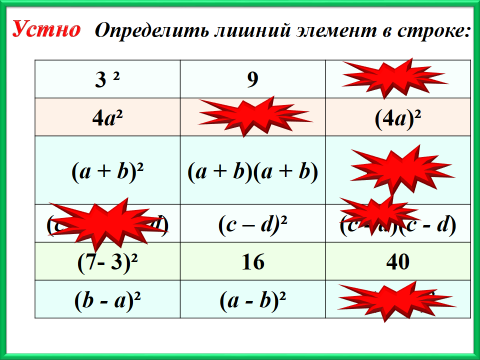 Устно Определить лишний элемент в строке:
3 ² 9
4a² (4a)²
(a + b)² (a + b)(a + b)
(c – d)² (c - d)
(7- 3)² 16 40
(b - a)² (a - b)²